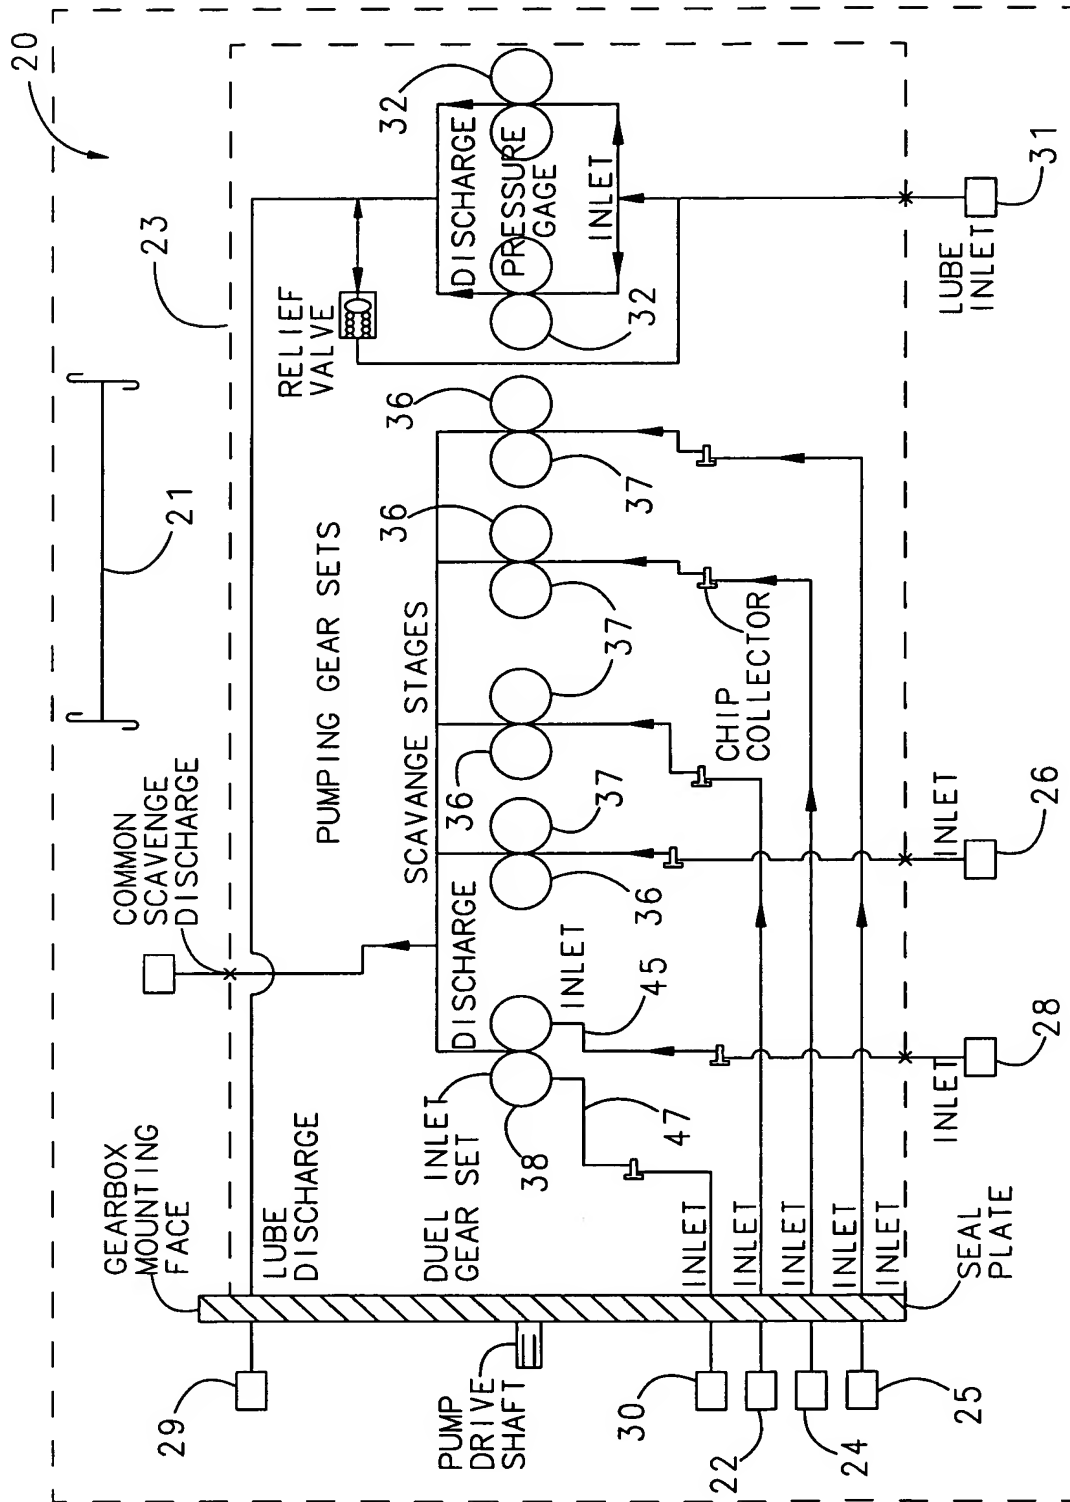 20
21
23
COMMON
SCAVENGE
DISCHARGE
GEARBOX
MOUNTING
FACE
29
LUBE
DISCHARGE
PUMPING GEAR SETS
RELIEF
VALVE
32
DISCHARGE
PRESSURE
GAGE
INLET
32
SCAVANGE STAGES
36
36
36
36
37
37
37
37
DISCHARGE
DUEL INLET
GEAR SET
38
INLET
45
47
PUMP
DRIVE
SHAFT
CHIP
COLLECTOR
INLET
INLET
INLET
INLET
INLET
30
22
24
25
SEAL
PLATE
INLET
28
INLET
26
LUBE
INLET
31